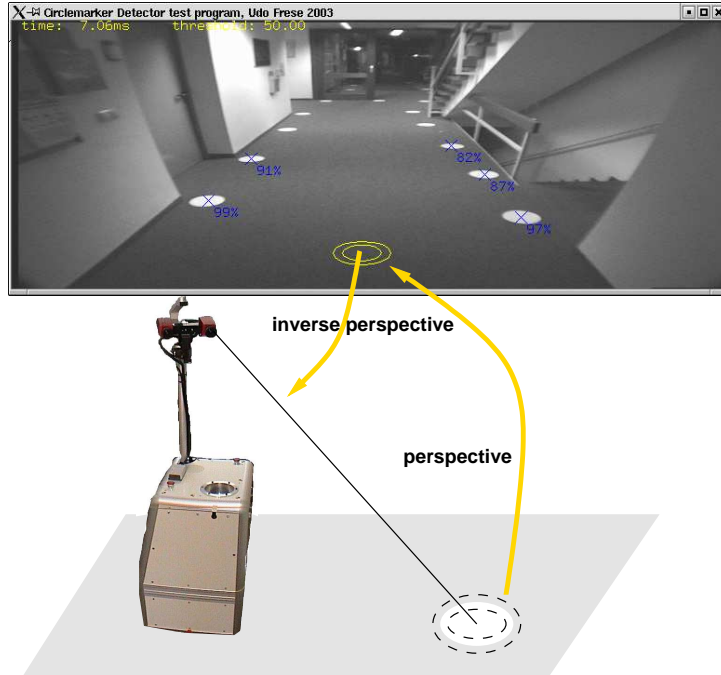 Circlemarker Detector test program, Udo Frese 2003
time: 7.06ms threshold: 50.00
91%
82%
87%
99%
97%
inverse perspective
perspective